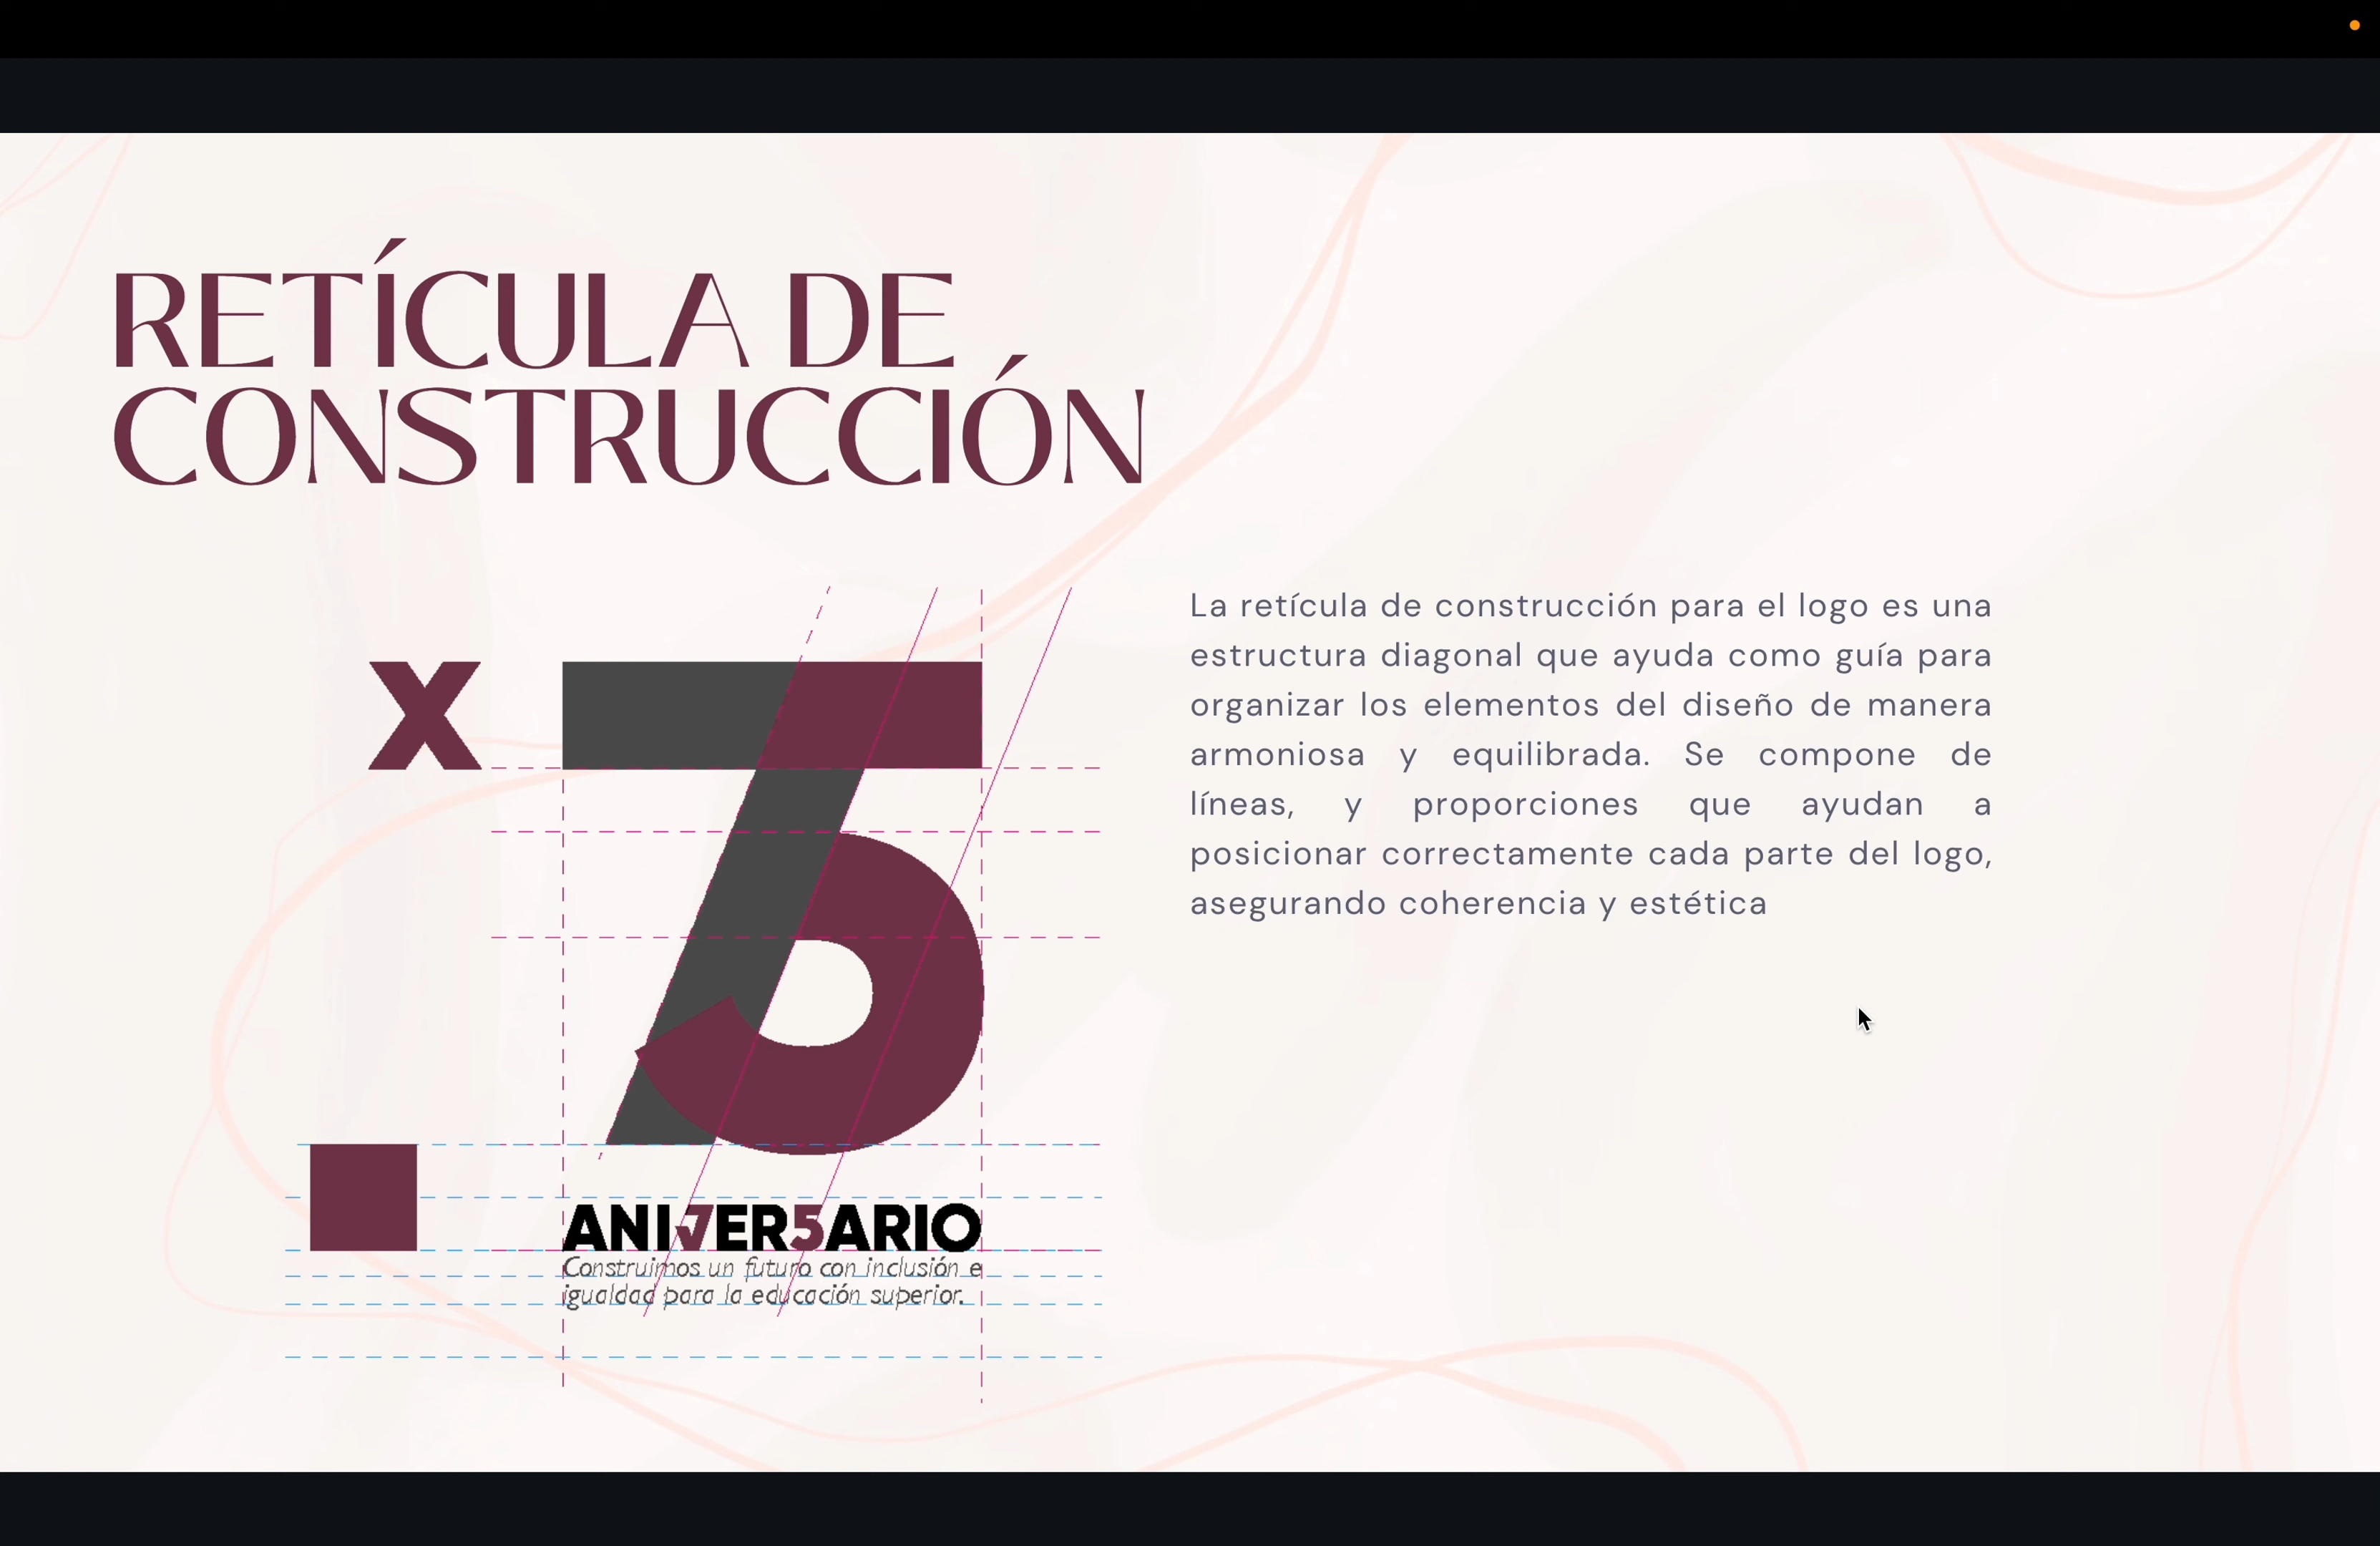 RETÍCULA DE
CONSTRUCCIÓN
La retícula de construcción para el logo es una
estructura diagonal que ayuda como guía para
organizar los elementos del diseño de manera
armoniosa y equilibrada. Se compone de
líneas, y proporciones que ayudan a
posicionar correctamente cada parte del logo,
asegurando coherencia y estética
X
75
ANI7ER5ARIO
Construimos un futuro con inclusión e
igualdad para la educación superior.